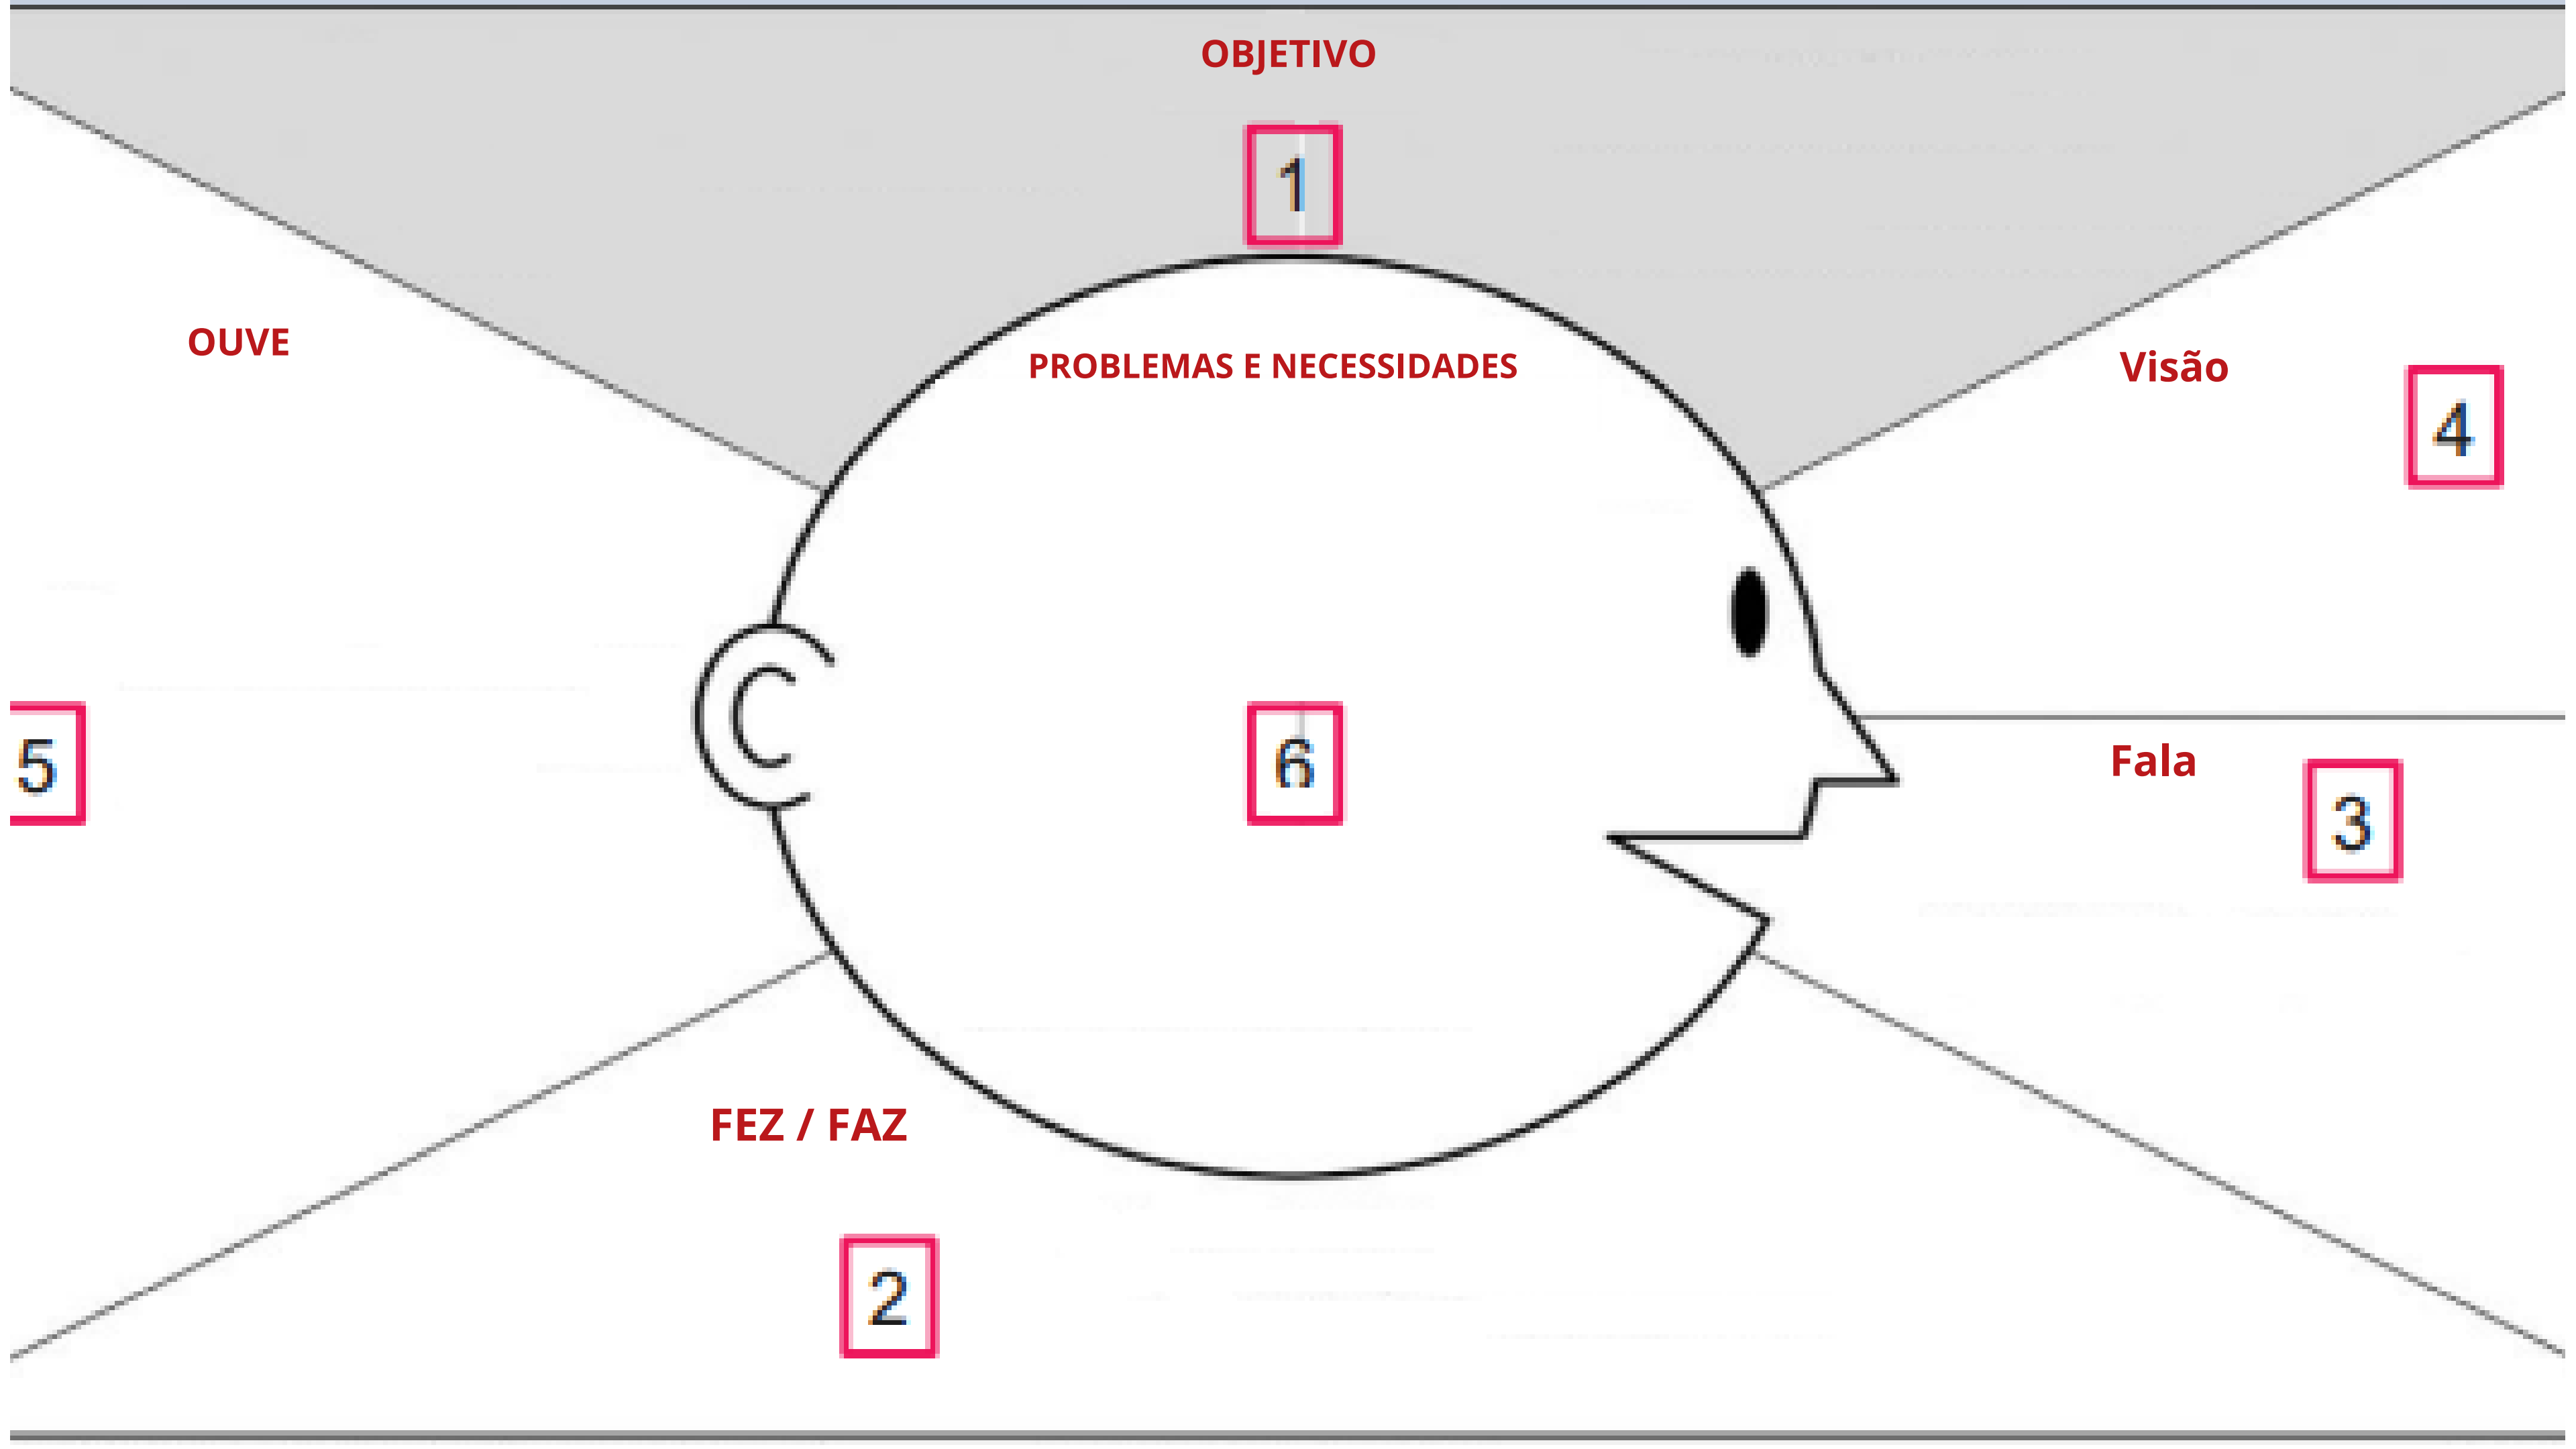 OBJETIVO
1
OUVE
PROBLEMAS E NECESSIDADES
Visão
4
5
6
Fala
3
FEZ / FAZ
2